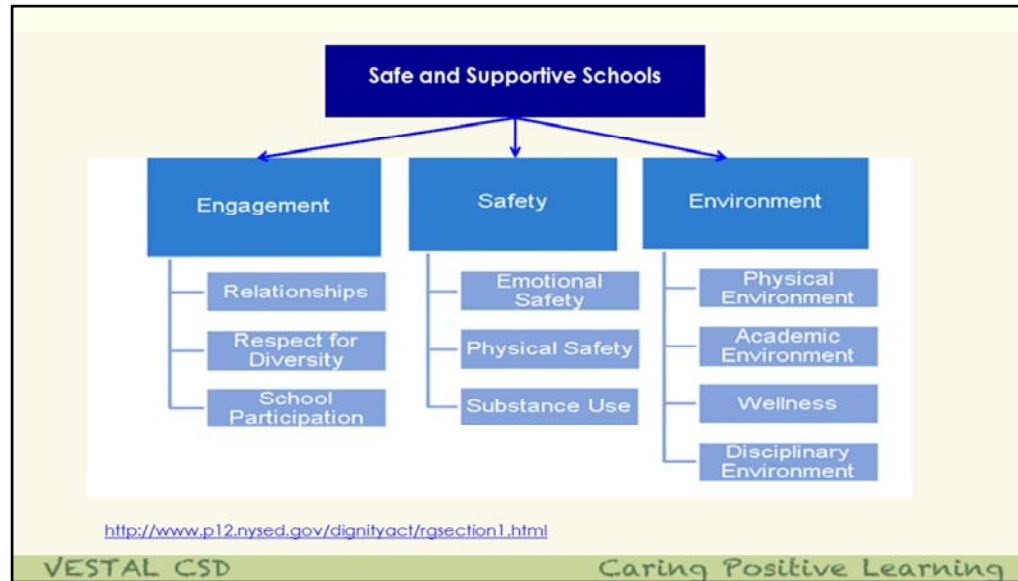 Safe and Supportive Schools
Engagement
Relationships
Respect for
Diversity
School
Participation
Safety
Emotional
Safety
Physical Safety
Substance Use
Environment
Physical
Environment
Academic
Environment
Wellness
Disciplinary
Environment
http://www.p12.nysed.gov/dignityact/rgsection1.html
VESTAL CSD
Caring Positive Learning